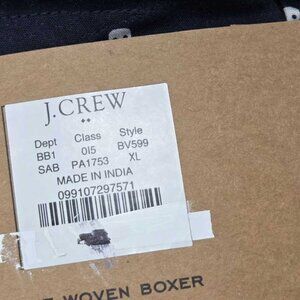 J.CREW
Dept Class Style
BB1 0I5 BV599
SAB PA1753 XL
MADE IN INDIA
099107297571
WOVEN BOXER